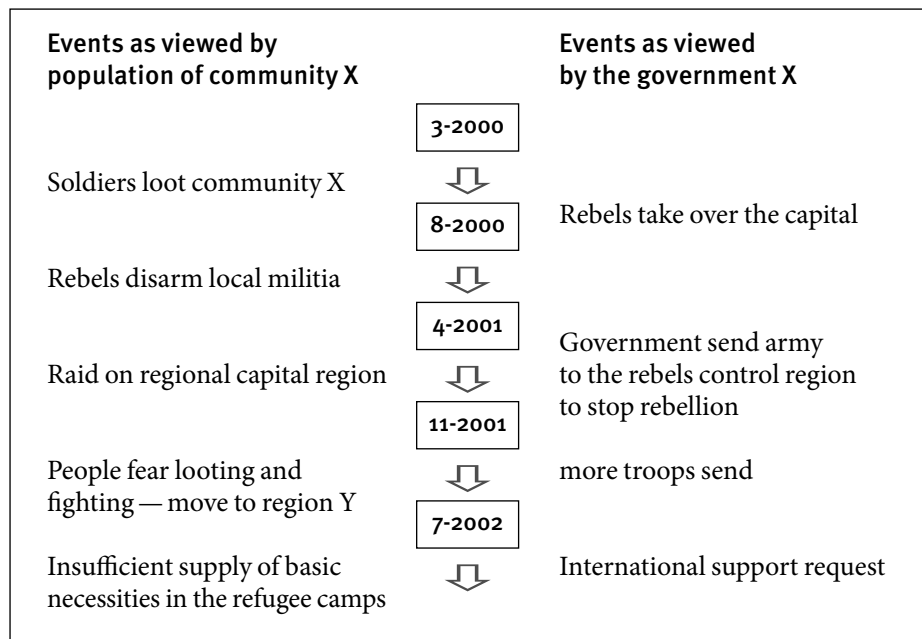 Events as viewed by
population of community X
Events as viewed
by the government X
3-2000
Soldiers loot community X
8-2000
Rebels take over the capital
Rebels disarm local militia
4-2001
Raid on regional capital region
Government send army
to the rebels control region
to stop rebellion
11-2001
People fear looting and
fighting — move to region Y
more troops send
7-2002
Insufficient supply of basic
necessities in the refugee camps
International support request